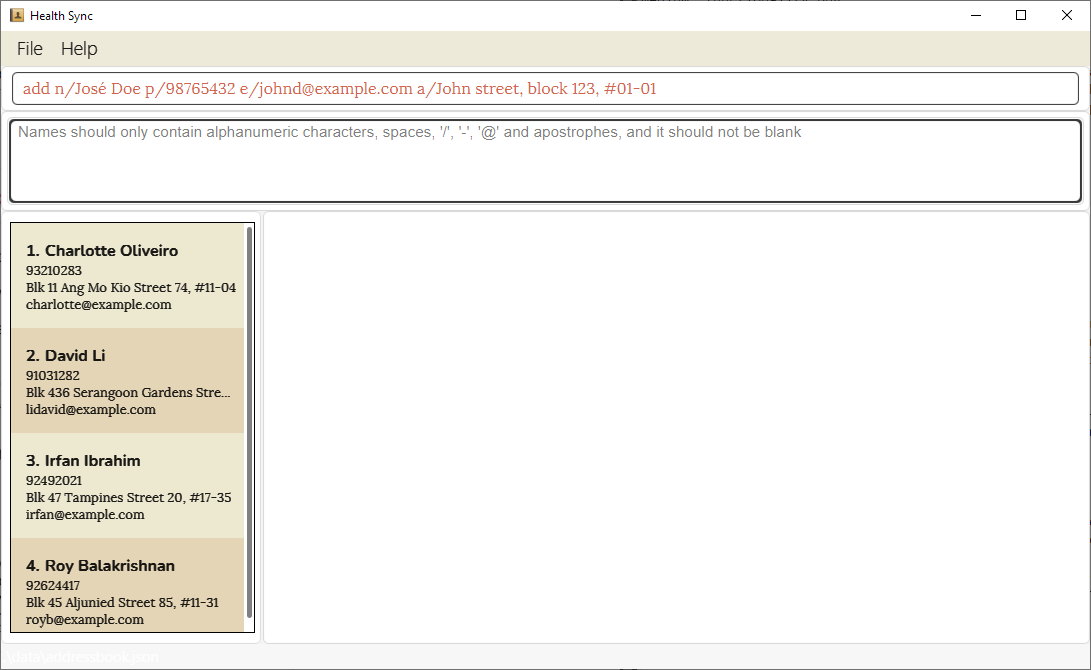 Health Sync
File Help
add n/José Doe p/98765432 e/johnd@example.com a/John street, block 123, #01-01
Names should only contain alphanumeric characters, spaces, '/', '-', '@' and apostrophes, and it should not be blank
1. Charlotte Oliveiro
93210283
Blk 11 Ang Mo Kio Street 74, #11-04
charlotte@example.com
2. David Li
91031282
Blk 436 Serangoon Gardens Stre...
lidavid@example.com
3. Irfan Ibrahim
92492021
Blk 47 Tampines Street 20, #17-35
irfan@example.com
4. Roy Balakrishnan
92624417
Blk 45 Aljunied Street 85, #11-31
royb@example.com
\data\addressbook.json